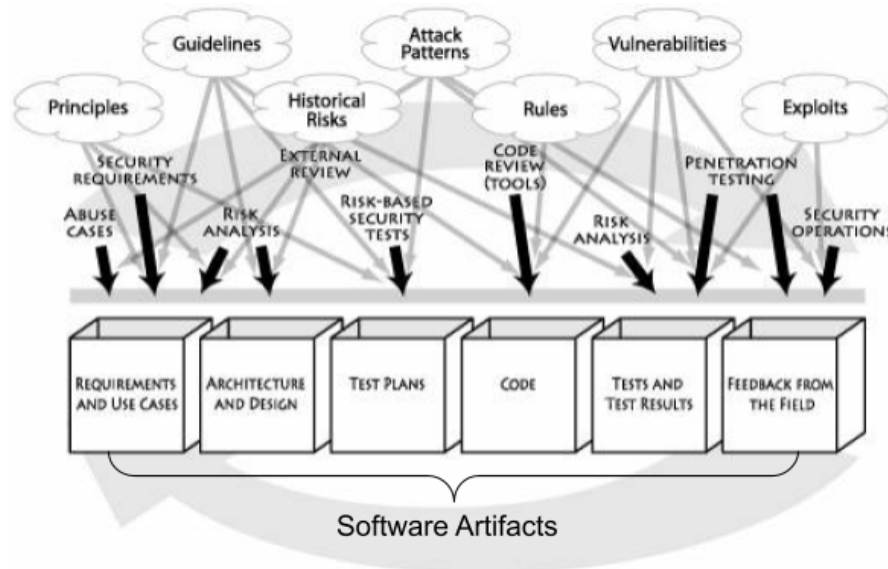 Guidelines
Attack
Patterns
Vulnerabilities
Principles
Historical
Risks
Rules
Exploits
SECURITY
REQUIREMENTS
EXTERNAL
REVIEW
CODE
REVIEW
(TOOLS)
PENETRATION
TESTING
ABUSE
CASES
RISK
ANALYSIS
RISK-BASED
SECURITY
TESTS
RISK
ANALYSIS
SECURITY
OPERATIONS
REQUIREMENTS
AND USE CASES
ARCHITECTURE
AND DESIGN
TEST PLANS
CODE
TESTS AND
TEST RESULTS
FEEDBACK FROM
THE FIELD
Software Artifacts